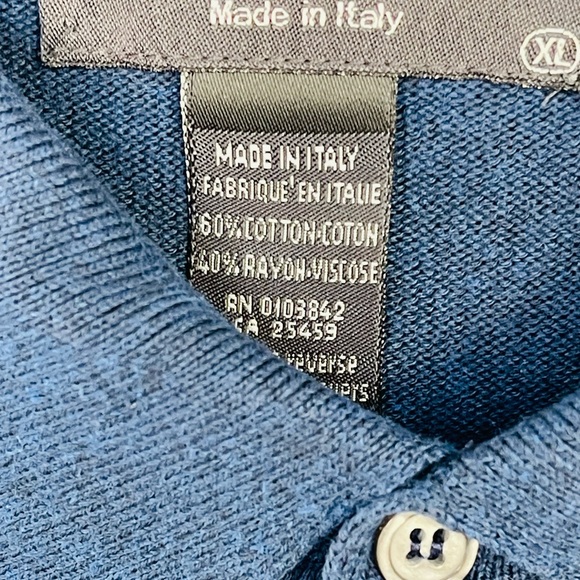 Made in Italy
XL
MADE IN ITALY
FABRIQUE' EN ITALIE
60% COTTON-COTON
40% RAYON-VISCOSE
RN 0103842
CA 25459
reverse